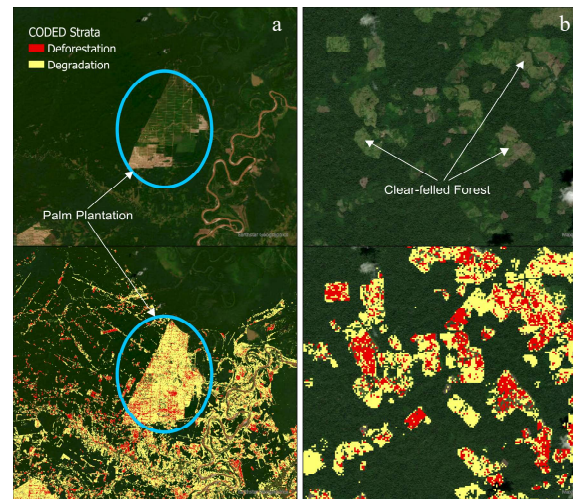 a
b
CODED Strata
Deforestation
Degradation
Palm Plantation
Clear-felled Forest